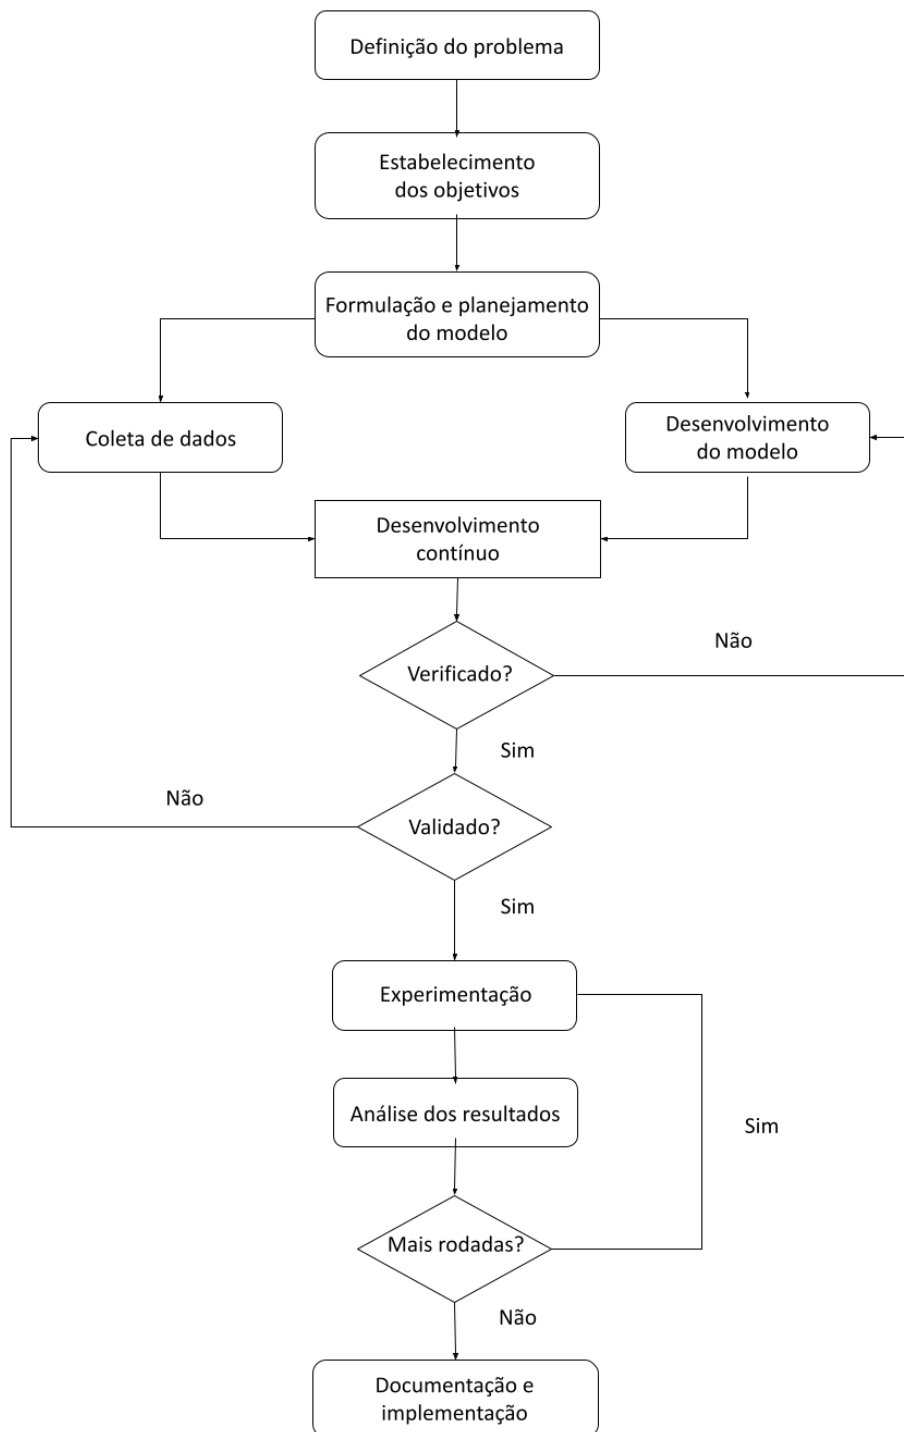 Definição do problema
Estabelecimento
dos objetivos
Formulação e planejamento
do modelo
Coleta de dados
Desenvolvimento
do modelo
Desenvolvimento
contínuo
Não
Verificado?
Sim
Não
Validado?
Sim
Experimentação
Análise dos resultados
Sim
Mais rodadas?
Não
Documentação e
implementação